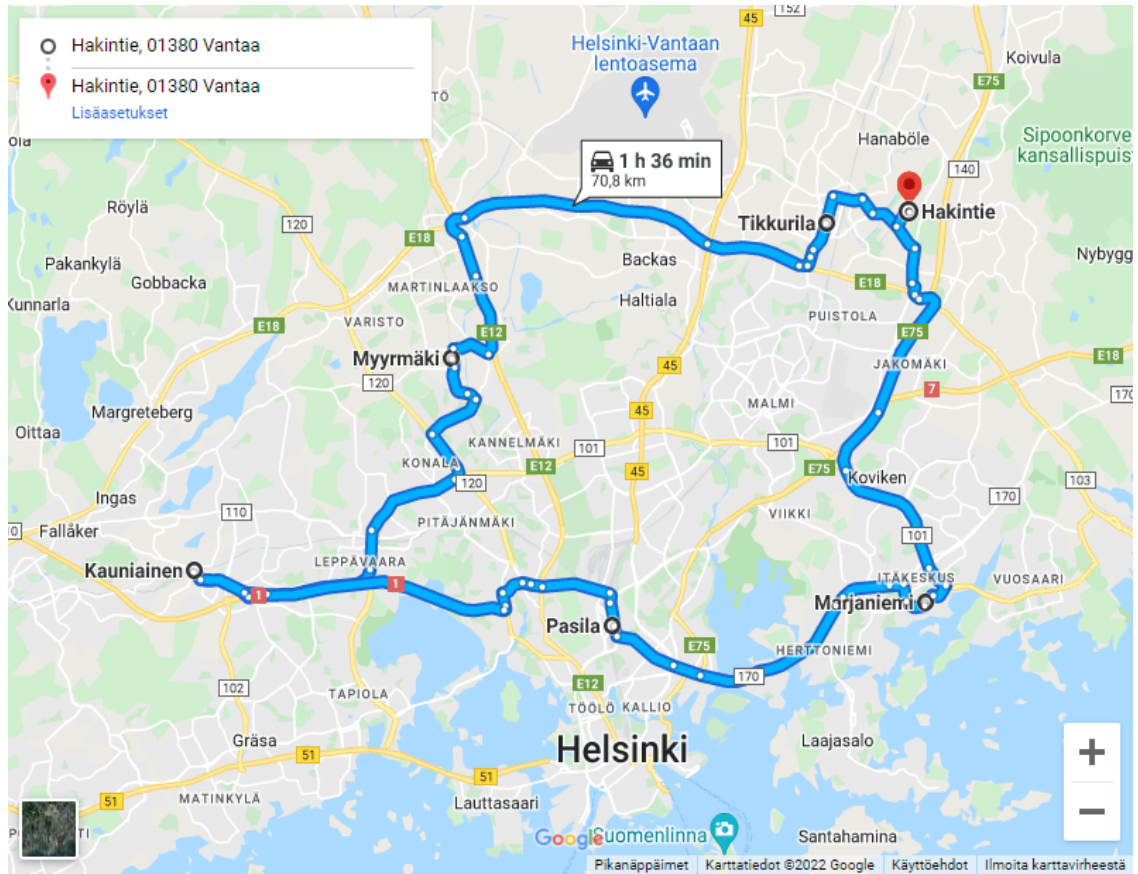 Hakintie, 01380 Vantaa
Hakintie, 01380 Vantaa
Lisäasetukset
152
Helsinki-Vantaan
lentoasema
45
E75
Koivula
Hanaböle
Sipoonkorve
kansallispuist
140
1 h 36 min
70,8 km
Röylä
120
E18
Tikkurila
Hakintie
Pakankylä
Gobbacka
Backas
Nybygg
Kunnarla
MARTINLAAKSO
Haltiala
E18
PUISTOLA
E18
VARISTO
E12
E75
Myyrmäki
JAKOMÄKI
E18
120
45
7
170
Margreteberg
MALMI
45
Oittaa
KANNELMÄKI
101
101
KONALA
E12
45
E75
Koviken
120
103
Ingas
170
110
PITÄJÄNMÄKI
VIIKKI
Fallåker
101
LEPPÄVAARA
Kauniainen
1
1
ITÄKESKUS
VUOSAARI
Marjaniemi
Pasila
E75
HERTTONIEMI
170
102
TAPIOLA
E12
TÖÖLÖ
KALLIO
Gräsa
51
Helsinki
Laajasalo
51
51
MATINKYLÄ
Lauttasaari
Google
Suomenlinna
Santahamina
Pikanäppäimet
Karttatiedot ©2022 Google
Käyttöehdot
Ilmoita karttavirheestä